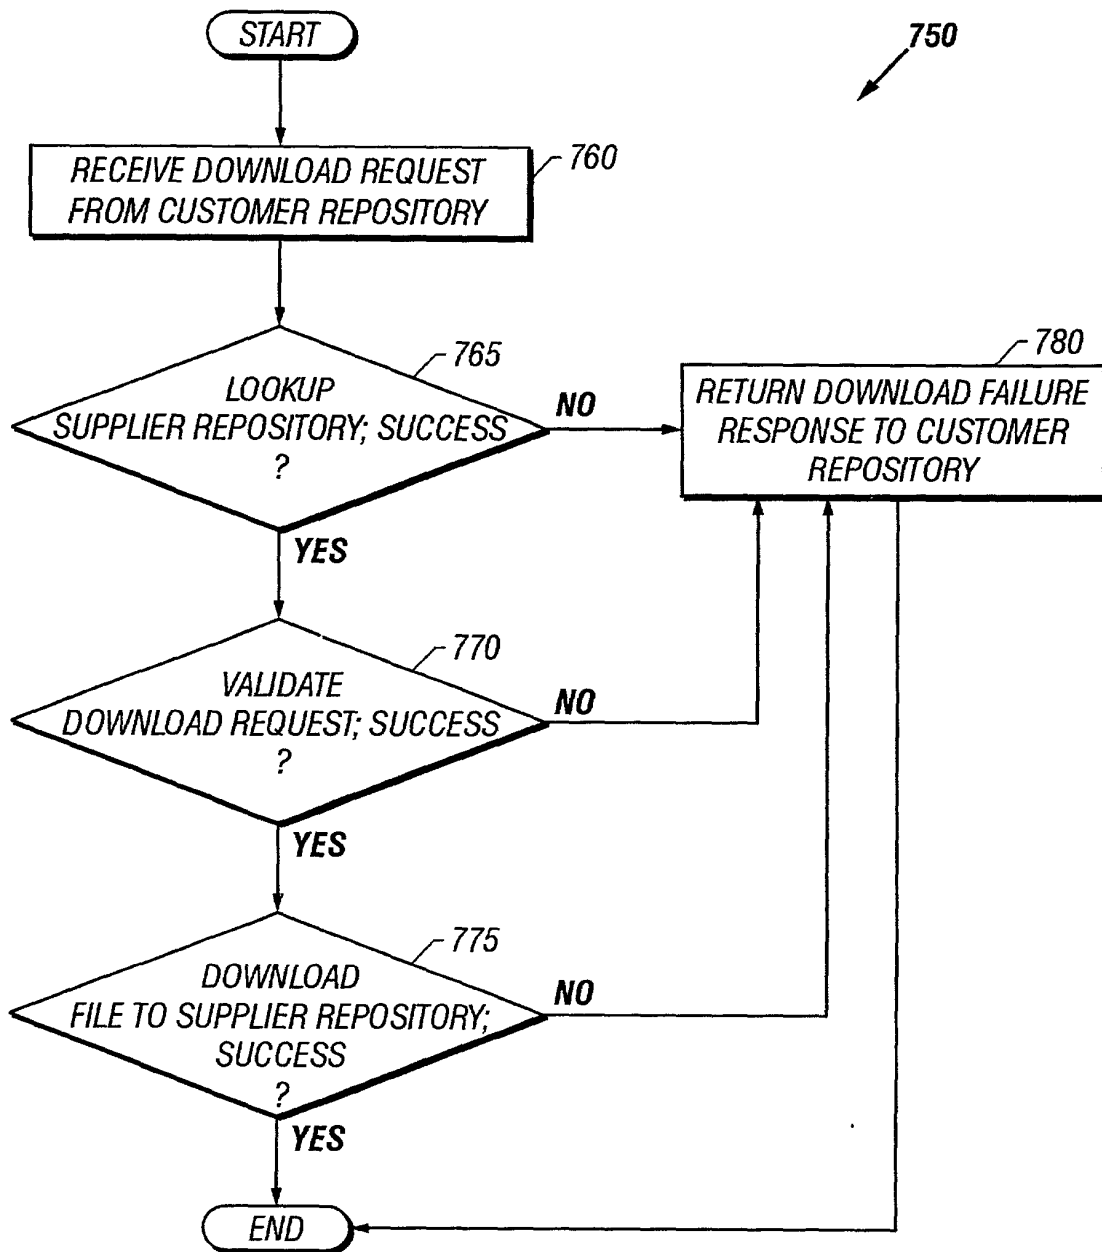 START
750
RECEIVE DOWNLOAD REQUEST
FROM CUSTOMER REPOSITORY
760
LOOKUP
SUPPLIER REPOSITORY; SUCCESS
?
765
NO
YES
RETURN DOWNLOAD FAILURE
RESPONSE TO CUSTOMER
REPOSITORY
780
VALIDATE
DOWNLOAD REQUEST; SUCCESS
?
770
NO
YES
DOWNLOAD
FILE TO SUPPLIER REPOSITORY;
SUCCESS
?
775
NO
YES
END